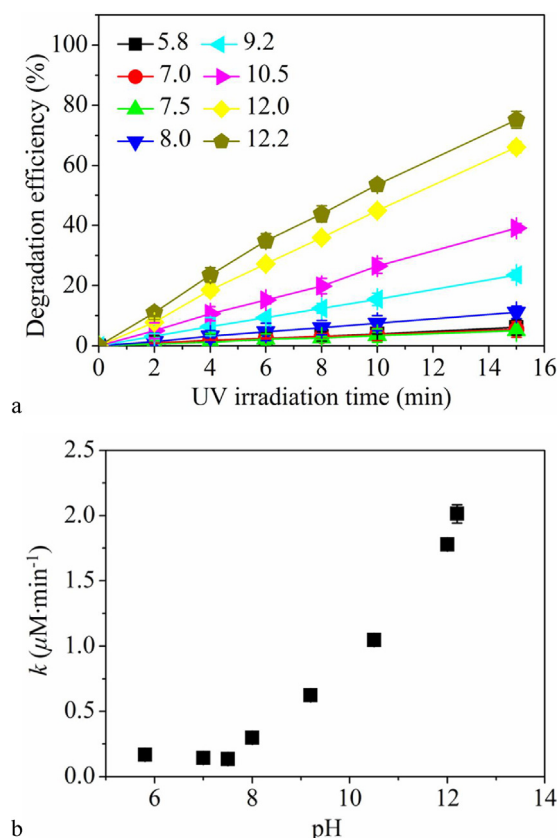 100
80
60
40
20
0
Degradation efficiency (%)
5.8 9.2
7.0 10.5
7.5 12.0
8.0 12.2
0 2 4 6 8 10 12 14 16
UV irradiation time (min)
a
2.5
2.0
1.5
1.0
0.5
0.0
k (μM·min⁻¹)
6 8 10 12 14
pH
b